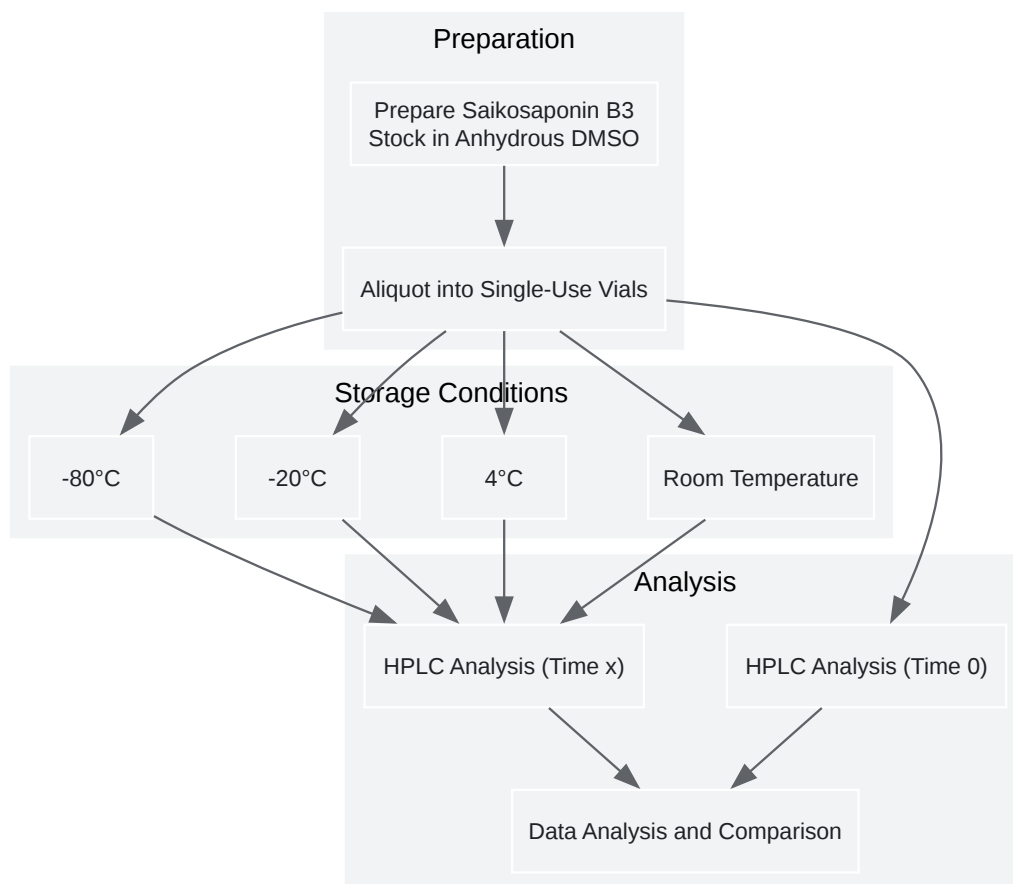 Preparation
Prepare Saikosaponin B3
Stock in Anhydrous DMSO
Aliquot into Single-Use Vials
Storage Conditions
-80°C
-20°C
4°C
Room Temperature
Analysis
HPLC Analysis (Time x)
HPLC Analysis (Time 0)
Data Analysis and Comparison